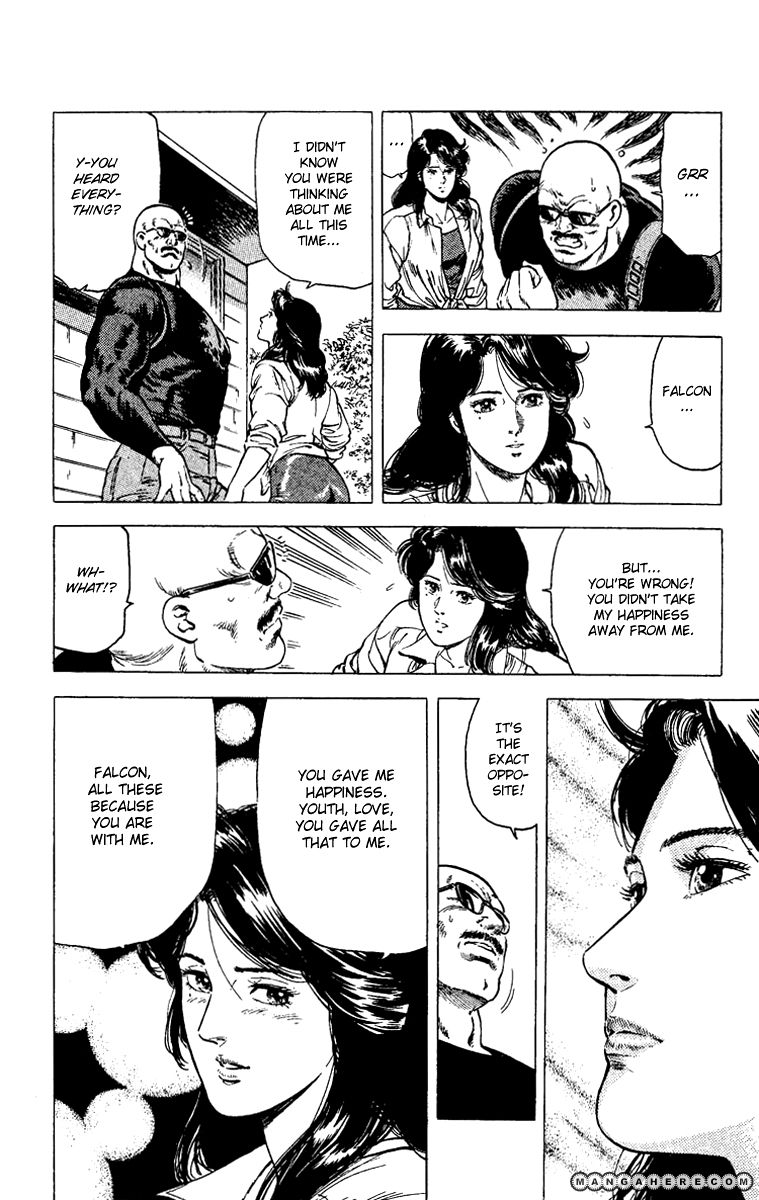 ...
GRR
...
I DIDN'T
KNOW
YOU WERE
THINKING
ABOUT ME
ALL THIS
TIME...
Y-YOU
HEARD
EVERY-
THING?
FALCON
...
BUT...
YOU'RE WRONG!
YOU DIDN'T TAKE
MY HAPPINESS
AWAY FROM ME.
WH-
WHAT!?
IT'S
THE
EXACT
OPPO-
SITE!
YOU GAVE ME
HAPPINESS.
YOUTH, LOVE,
YOU GAVE ALL
THAT TO ME.
FALCON,
ALL THESE
BECAUSE
YOU ARE
WITH ME.
MANGAHERE.COM